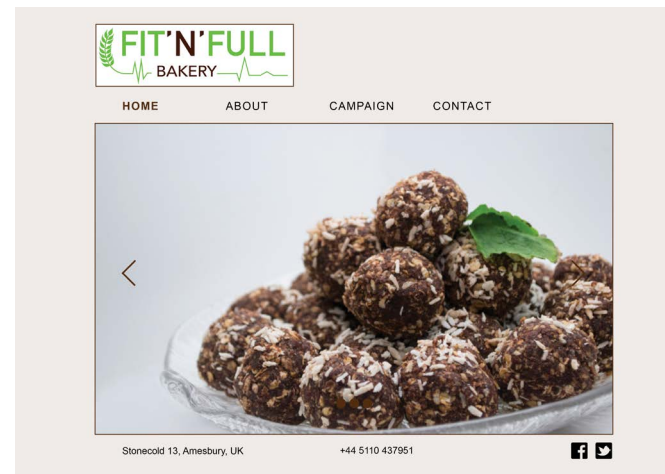 FIT'N'FULL
BAKERY
HOME ABOUT CAMPAIGN CONTACT
Stonecold 13, Amesbury, UK +44 5110 437951